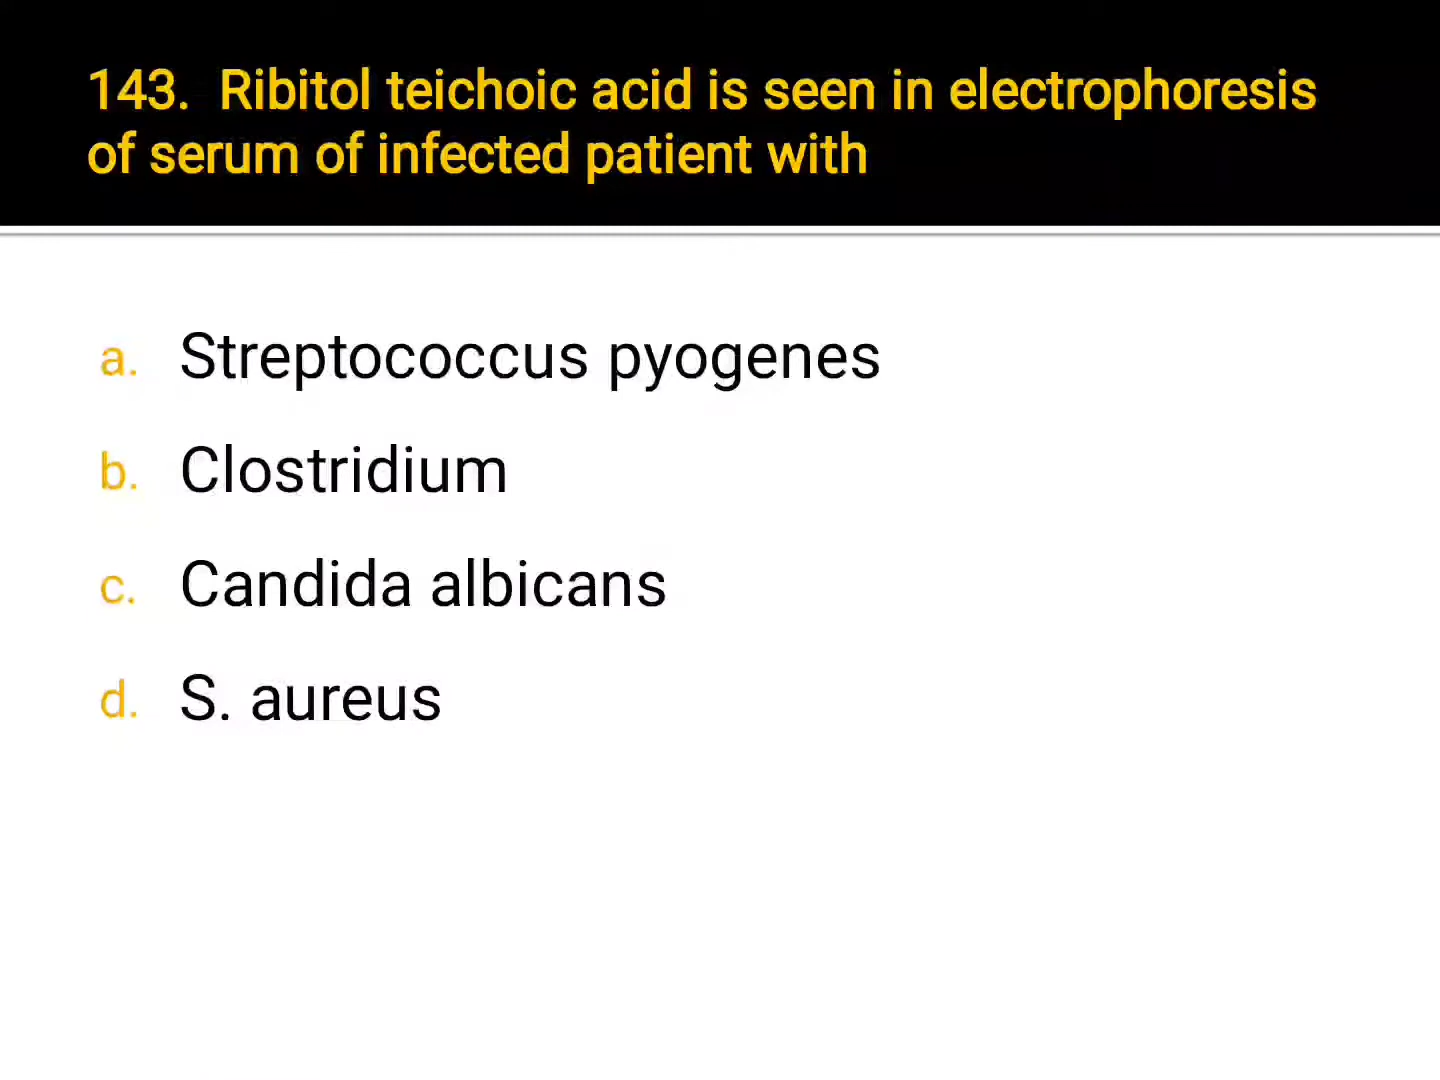 143.  Ribitol teichoic acid is seen in electrophoresis
of serum of infected patient with
a. Streptococcus pyogenes
b. Clostridium
c. Candida albicans
d. S. aureus